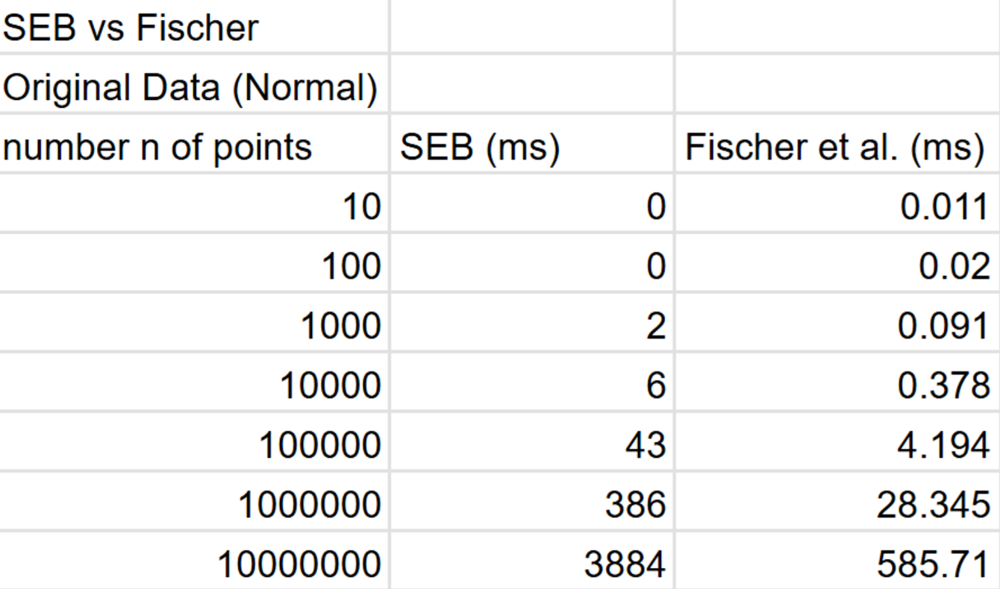 SEB vs Fischer
Original Data (Normal)
number n of points SEB (ms) Fischer et al. (ms)
10 0 0.011
100 0 0.02
1000 2 0.091
10000 6 0.378
100000 43 4.194
1000000 386 28.345
10000000 3884 585.71